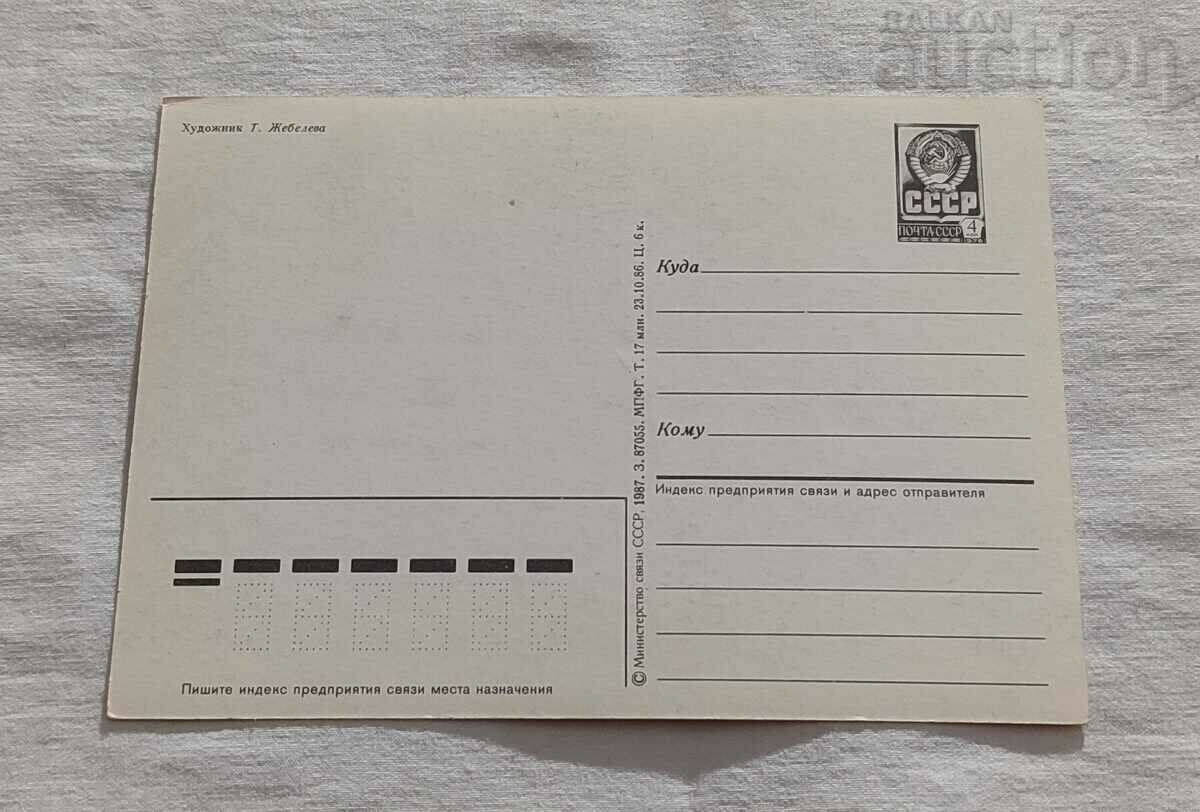 BALKAN
auction
Художник Т. Жебелева
СССР
ПОЧТА СССР 4
1976
Куда
Кому
Индекс предприятия связи и адрес отправителя
© Министерство связи СССР, 1987. З. 87055. МПФГ. Т. 17 млн. 23.10.86. Ц. 6 к.
Пишите индекс предприятия связи места назначения